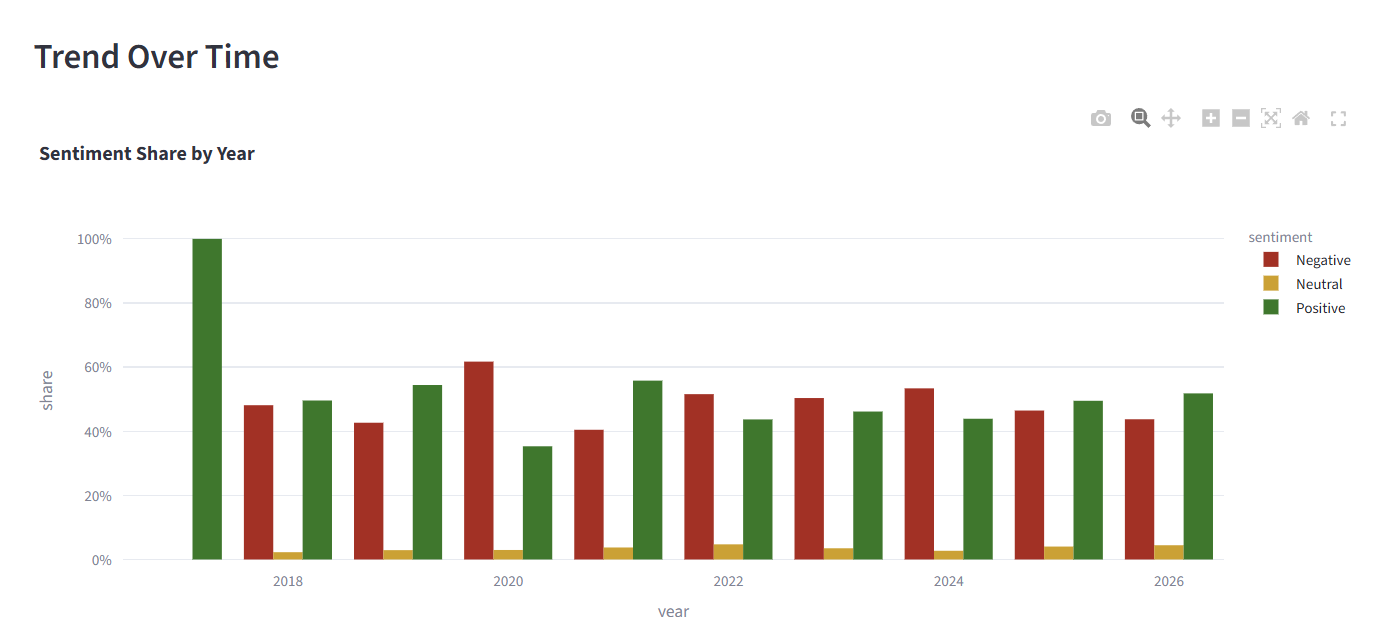 Trend Over Time
Sentiment Share by Year
sentiment
Negative
Neutral
Positive
100%
80%
60%
40%
20%
0%
share
2018 2020 2022 2024 2026
year